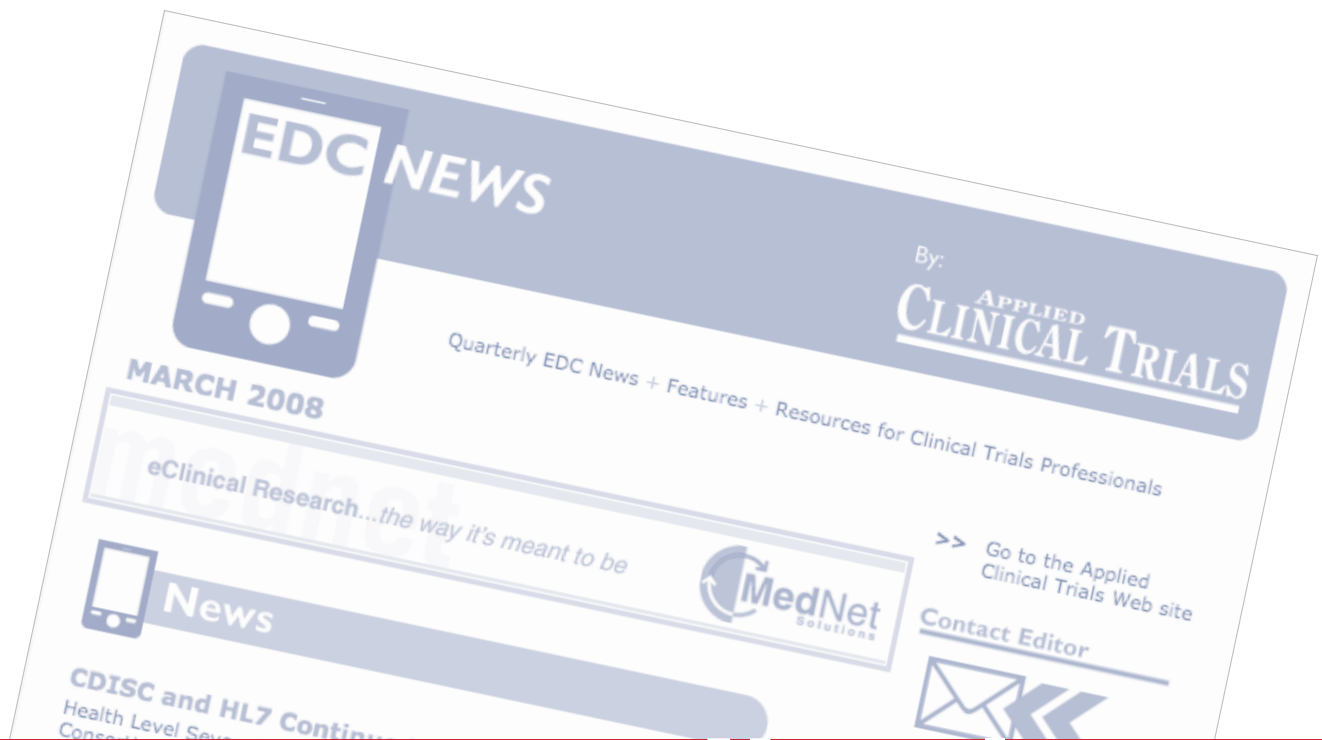 EDC NEWS
By:
APPLIED
CLINICAL TRIALS
Quarterly EDC News + Features + Resources for Clinical Trials Professionals
MARCH 2008
mednet
eClinical Research...the way it's meant to be
MedNet
Solutions
>> Go to the Applied
Clinical Trials Web site
Contact Editor
News
CDISC and HL7
Health Level